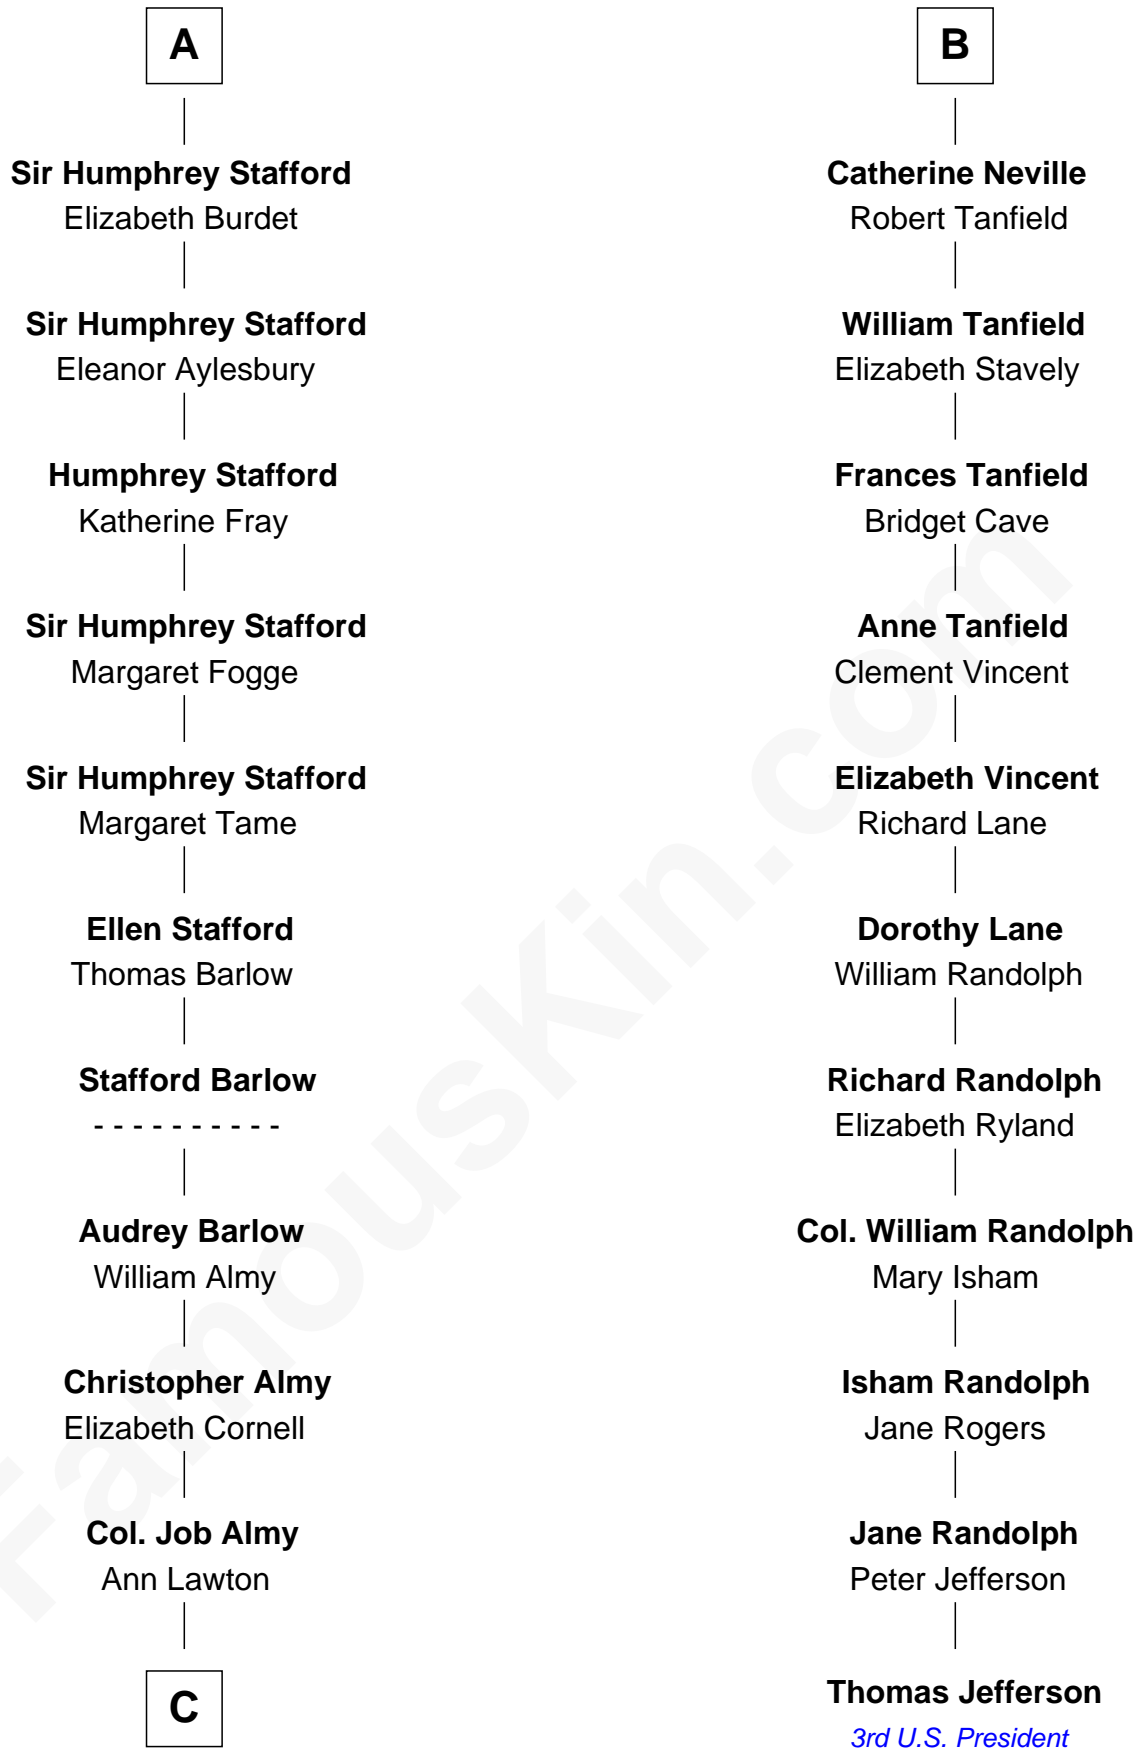 A
Sir Humphrey Stafford
Elizabeth Burdet
Sir Humphrey Stafford
Eleanor Aylesbury
Humphrey Stafford
Katherine Fray
Sir Humphrey Stafford
Margaret Fogge
Sir Humphrey Stafford
Margaret Tame
Ellen Stafford
Thomas Barlow
Stafford Barlow
- - - - - - - - - -
Audrey Barlow
William Almy
Christopher Almy
Elizabeth Cornell
Col. Job Almy
Ann Lawton
C
B
Catherine Neville
Robert Tanfield
William Tanfield
Elizabeth Stavely
Frances Tanfield
Bridget Cave
Anne Tanfield
Clement Vincent
Elizabeth Vincent
Richard Lane
Dorothy Lane
William Randolph
Richard Randolph
Elizabeth Ryland
Col. William Randolph
Mary Isham
Isham Randolph
Jane Rogers
Jane Randolph
Peter Jefferson
Thomas Jefferson
3rd U.S. President
FamousKin.com